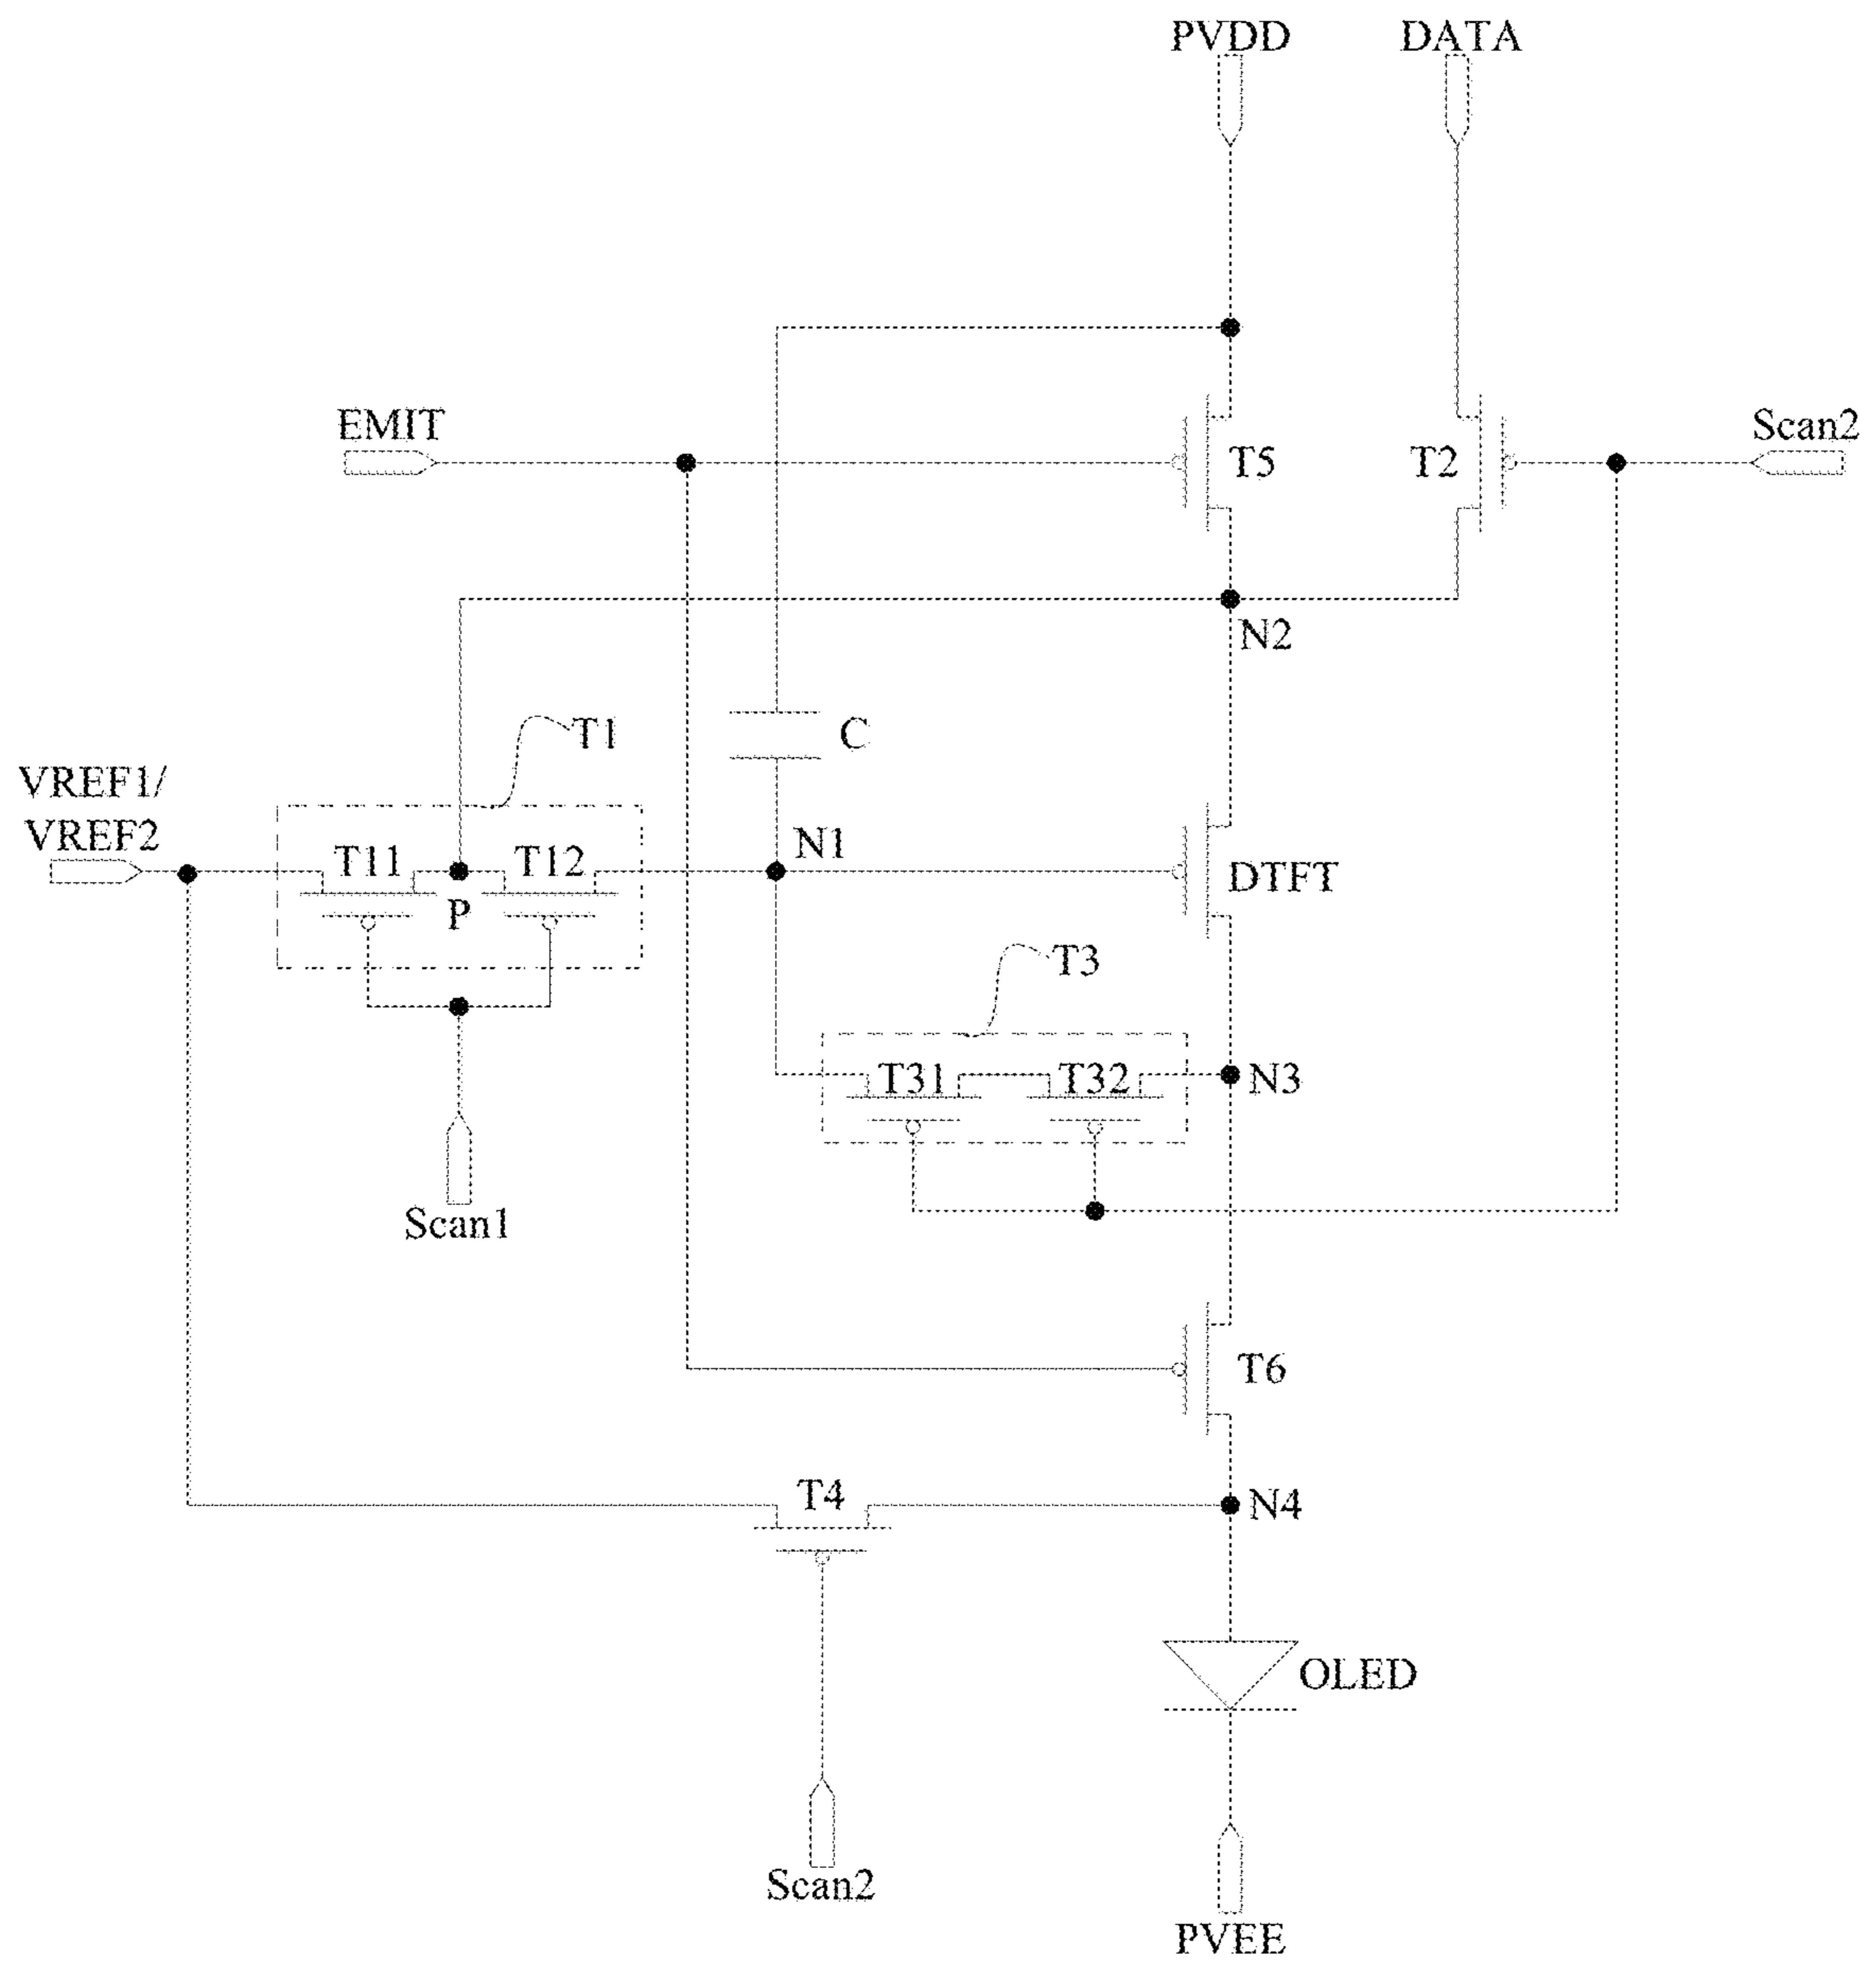 PVDD DATA
EMIT
T5
T2
Scan2
N2
T1
C
VREF1/
VREF2
T11
T12
N1
P
DTFT
T3
T31
T32
N3
Scan1
T6
T4
N4
OLED
Scan2
PVEE